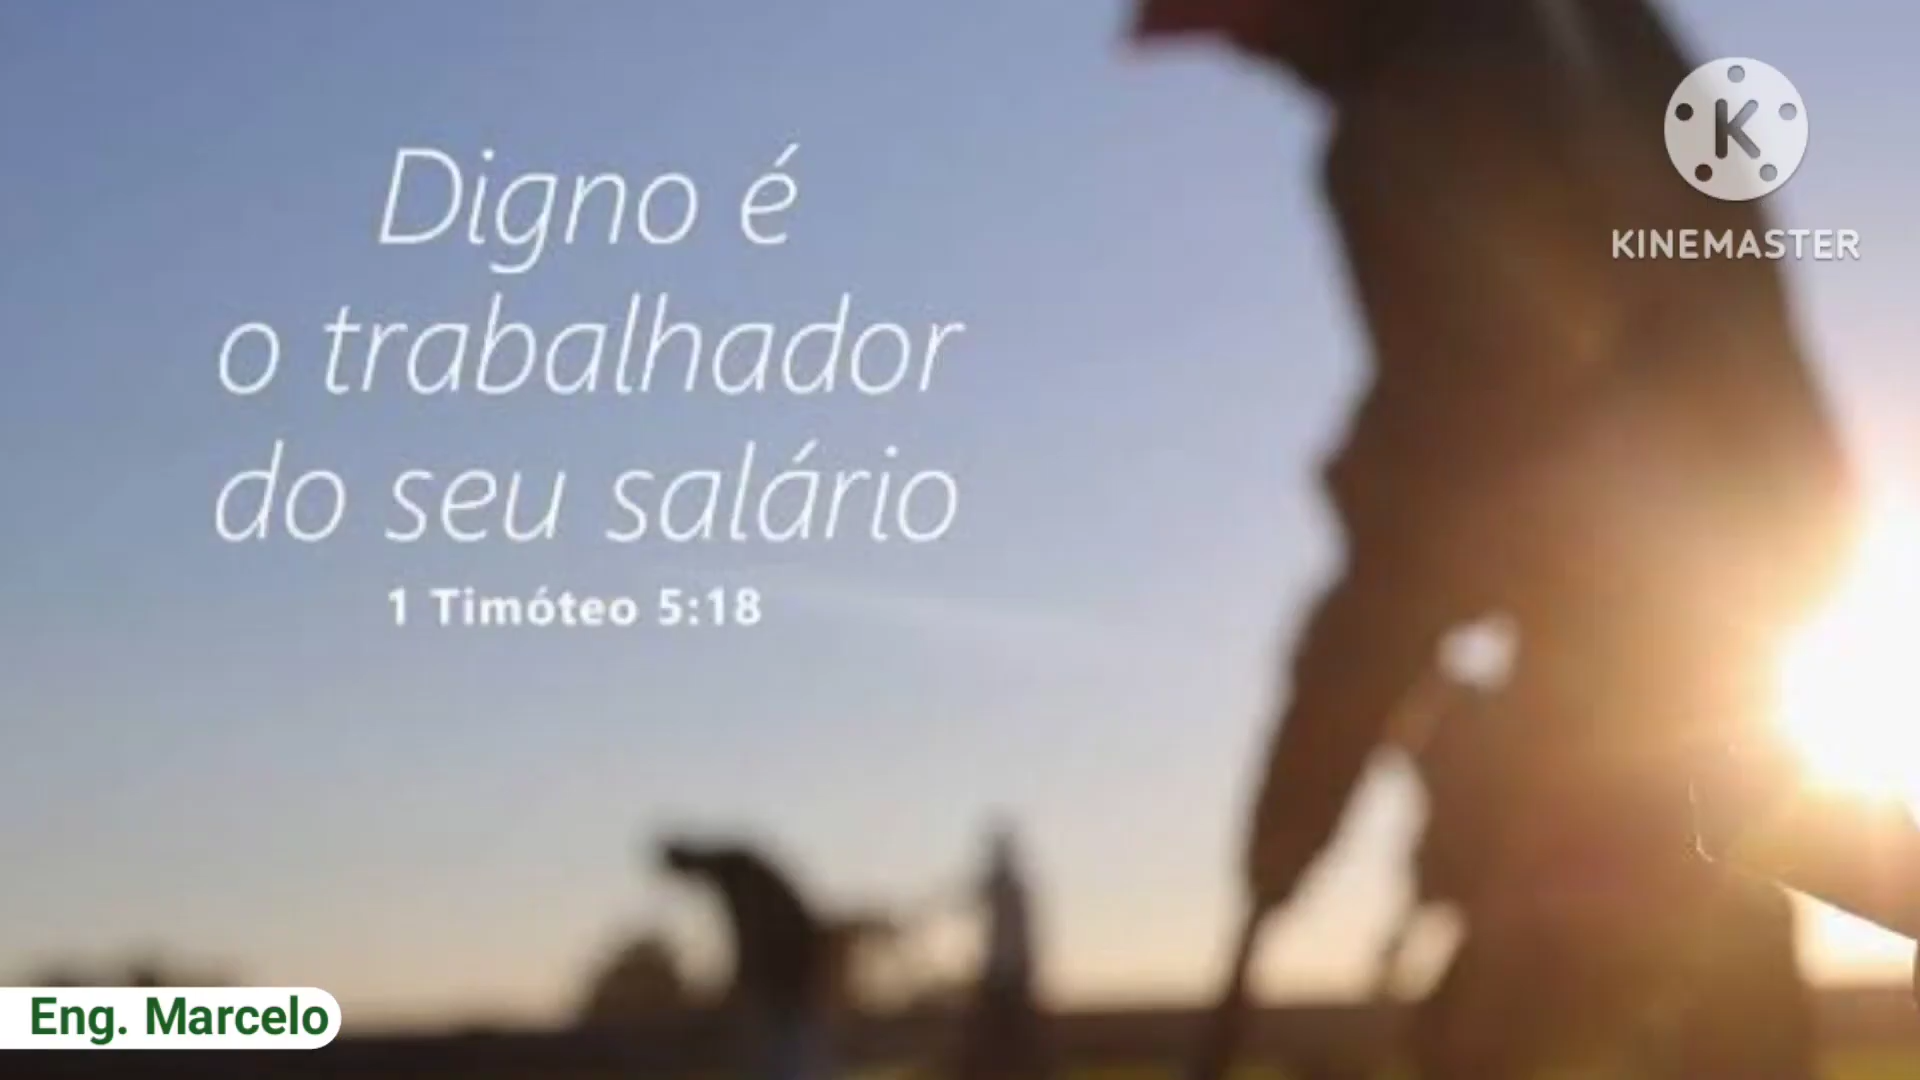 Digno é
o trabalhador
do seu salário
1 Timóteo 5:18
K
KINEMASTER
Eng. Marcelo